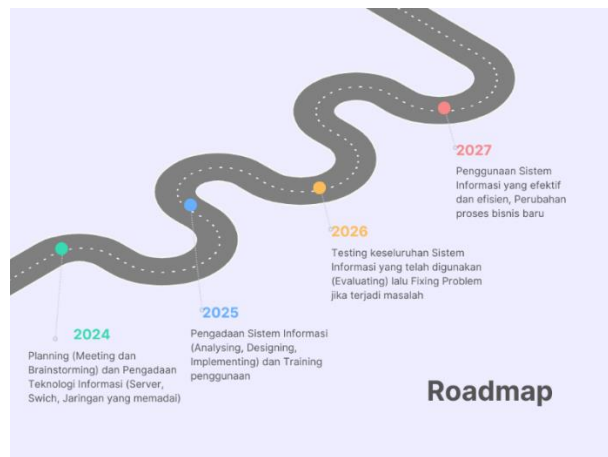 2024
Planning (Meeting dan
Brainstorming) dan Pengadaan
Teknologi Informasi (Server,
Swich, Jaringan yang memadai)
2025
Pengadaan Sistem Informasi
(Analysing, Designing,
Implementing) dan Training
penggunaan
2026
Testing keseluruhan Sistem
Informasi yang telah digunakan
(Evaluating) lalu Fixing Problem
jika terjadi masalah
2027
Penggunaan Sistem
Informasi yang efektif
dan efisien, Perubahan
proses bisnis baru
Roadmap